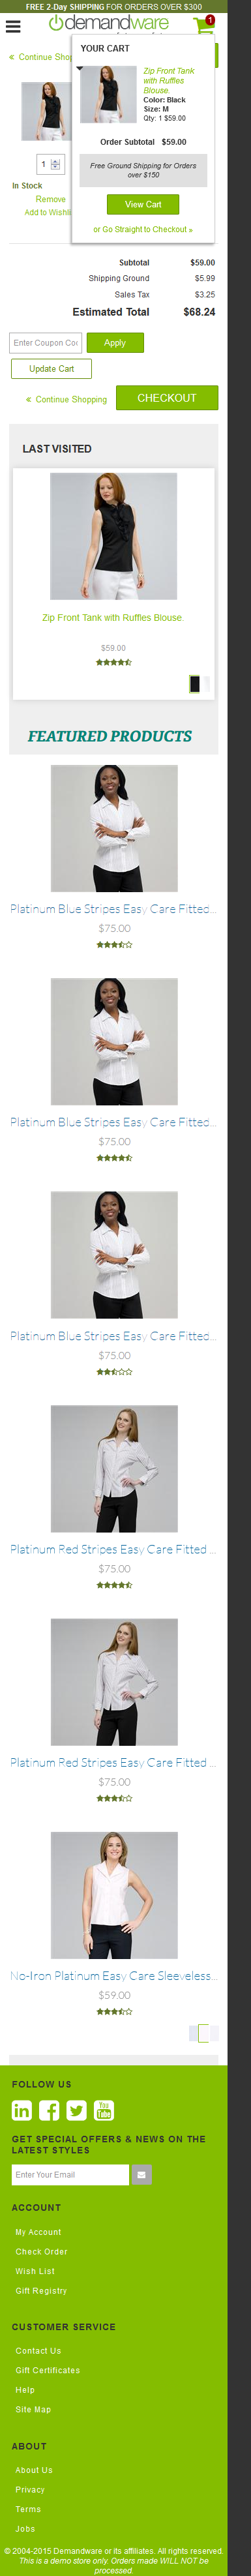 FREE 2-Day SHIPPING FOR ORDERS OVER $300
demandware
1
« Continue Shop
YOUR CART
Zip Front Tank
with Ruffles
Blouse.
Color: Black
Size: M
Qty: 1 $59.00
Order Subtotal $59.00
Free Ground Shipping for Orders
over $150
View Cart
or Go Straight to Checkout »
1
In Stock
Remove
Add to Wishli
Subtotal $59.00
Shipping Ground $5.99
Sales Tax $3.25
Estimated Total $68.24
Enter Coupon Co
Apply
Update Cart
« Continue Shopping
CHECKOUT
LAST VISITED
Zip Front Tank with Ruffles Blouse.
$59.00
FEATURED PRODUCTS
Platinum Blue Stripes Easy Care Fitted...
$75.00
Platinum Blue Stripes Easy Care Fitted...
$75.00
Platinum Blue Stripes Easy Care Fitted...
$75.00
Platinum Red Stripes Easy Care Fitted ...
$75.00
Platinum Red Stripes Easy Care Fitted ...
$75.00
No-Iron Platinum Easy Care Sleeveless...
$59.00
FOLLOW US
in
f
You
Tube
GET SPECIAL OFFERS & NEWS ON THE
LATEST STYLES
Enter Your Email
ACCOUNT
My Account
Check Order
Wish List
Gift Registry
CUSTOMER SERVICE
Contact Us
Gift Certificates
Help
Site Map
ABOUT
About Us
Privacy
Terms
Jobs
© 2004-2015 Demandware or its affiliates. All rights reserved.
This is a demo store only. Orders made WILL NOT be
processed.